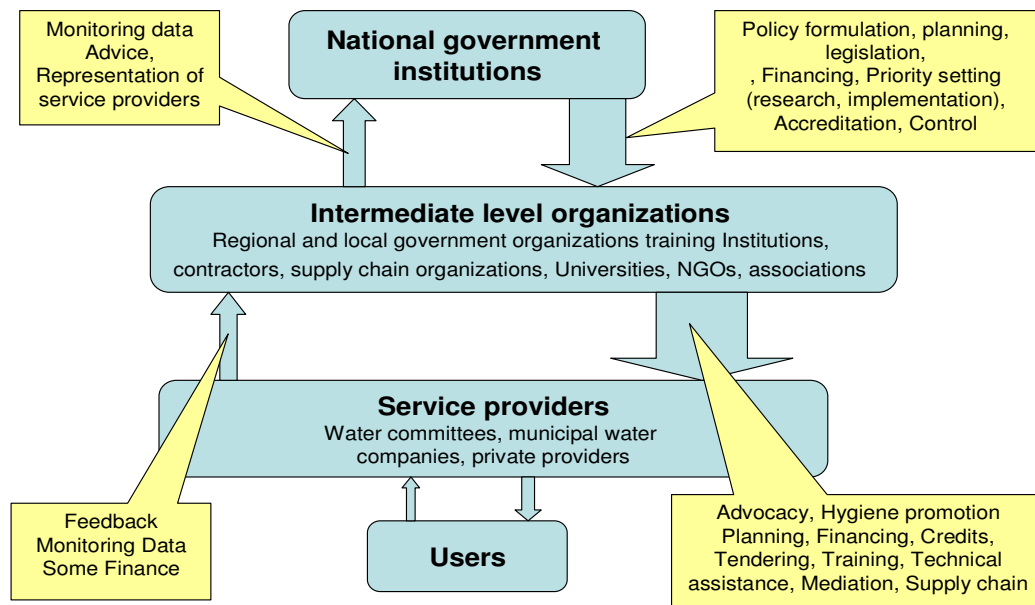 Monitoring data
Advice,
Representation of
service providers
National government
institutions
Policy formulation, planning,
legislation,
, Financing, Priority setting
(research, implementation),
Accreditation, Control
Intermediate level organizations
Regional and local government organizations training Institutions,
contractors, supply chain organizations, Universities, NGOs, associations
Service providers
Water committees, municipal water
companies, private providers
Feedback
Monitoring Data
Some Finance
Users
Advocacy, Hygiene promotion
Planning, Financing, Credits,
Tendering, Training, Technical
assistance, Mediation, Supply chain